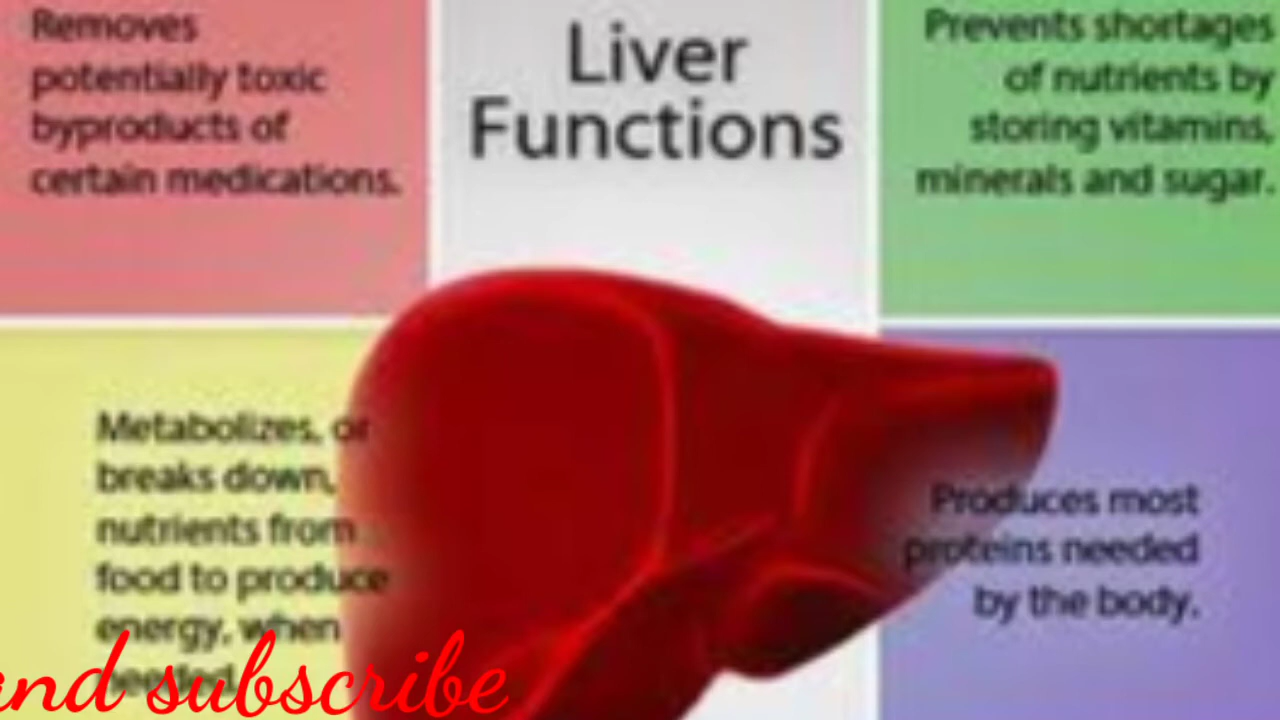 Liver
Functions
Removes
potentially toxic
byproducts of
certain medications.
Prevents shortages
of nutrients by
storing vitamins,
minerals and sugar.
Metabolizes, or
breaks down,
nutrients from
food to produce
energy, when
needed
Produces most
proteins needed
by the body.
and subscribe